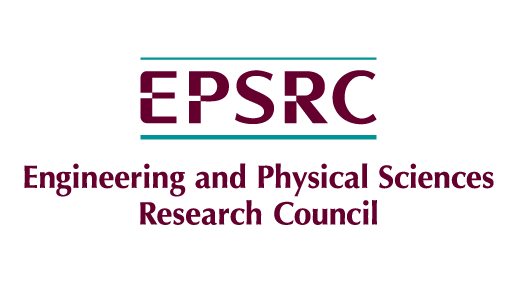 EPSRC
Engineering and Physical Sciences
Research Council